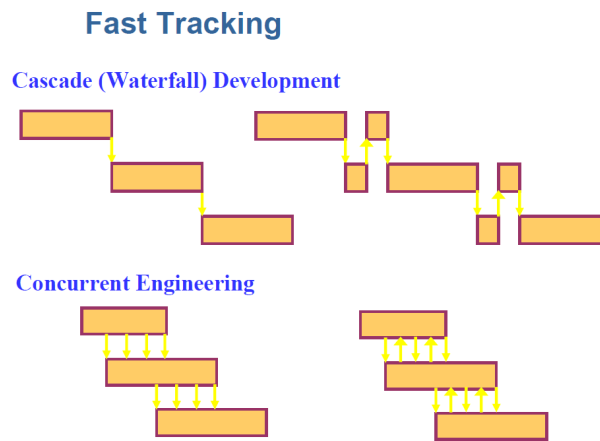 Fast Tracking
Cascade (Waterfall) Development
Concurrent Engineering